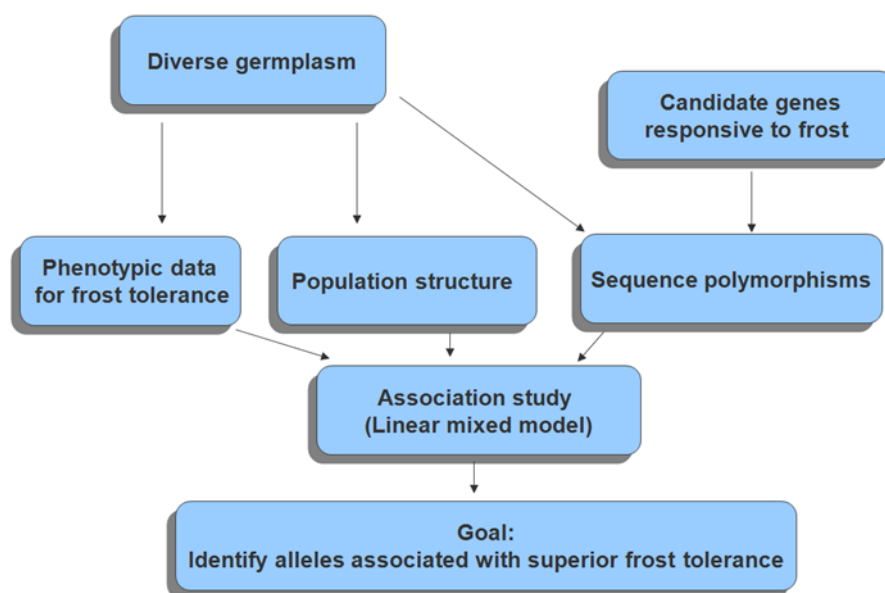 Diverse germplasm
Candidate genes
responsive to frost
Phenotypic data
for frost tolerance
Population structure
Sequence polymorphisms
Association study
(Linear mixed model)
Goal:
Identify alleles associated with superior frost tolerance